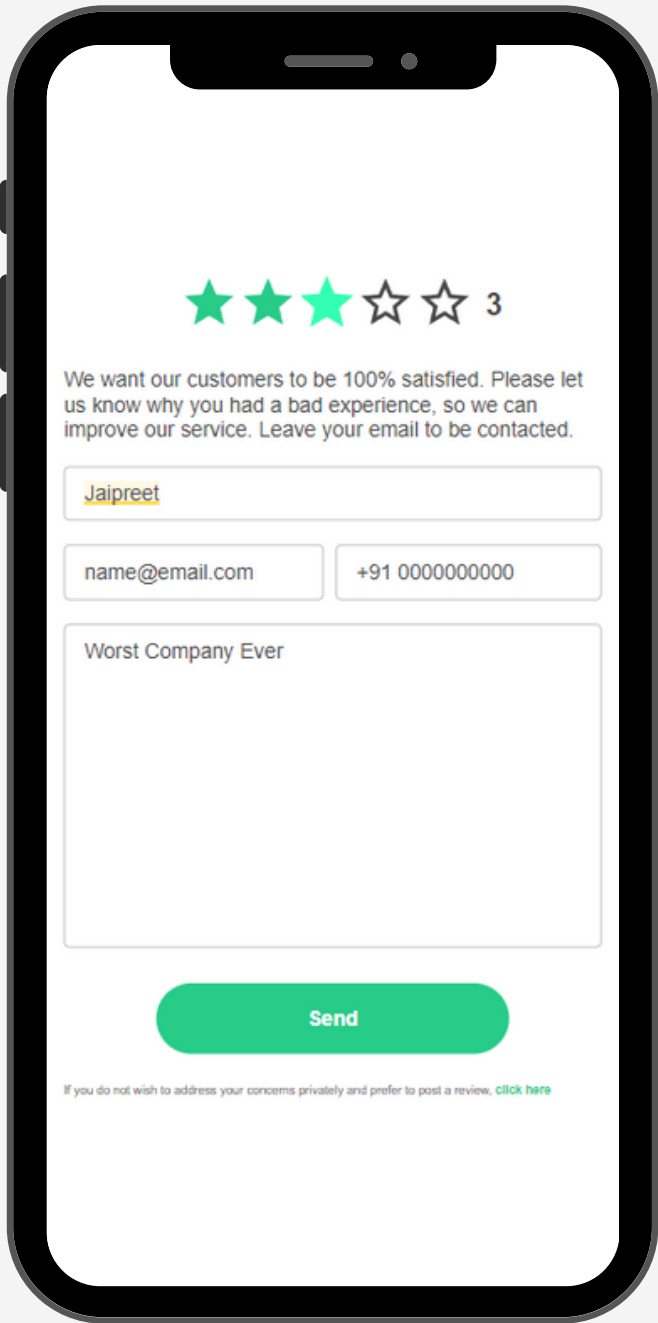 3
We want our customers to be 100% satisfied. Please let
us know why you had a bad experience, so we can
improve our service. Leave your email to be contacted.
Jaipreet
name@email.com +91 0000000000
Worst Company Ever
Send
If you do not wish to address your concerns privately and prefer to post a review, click here